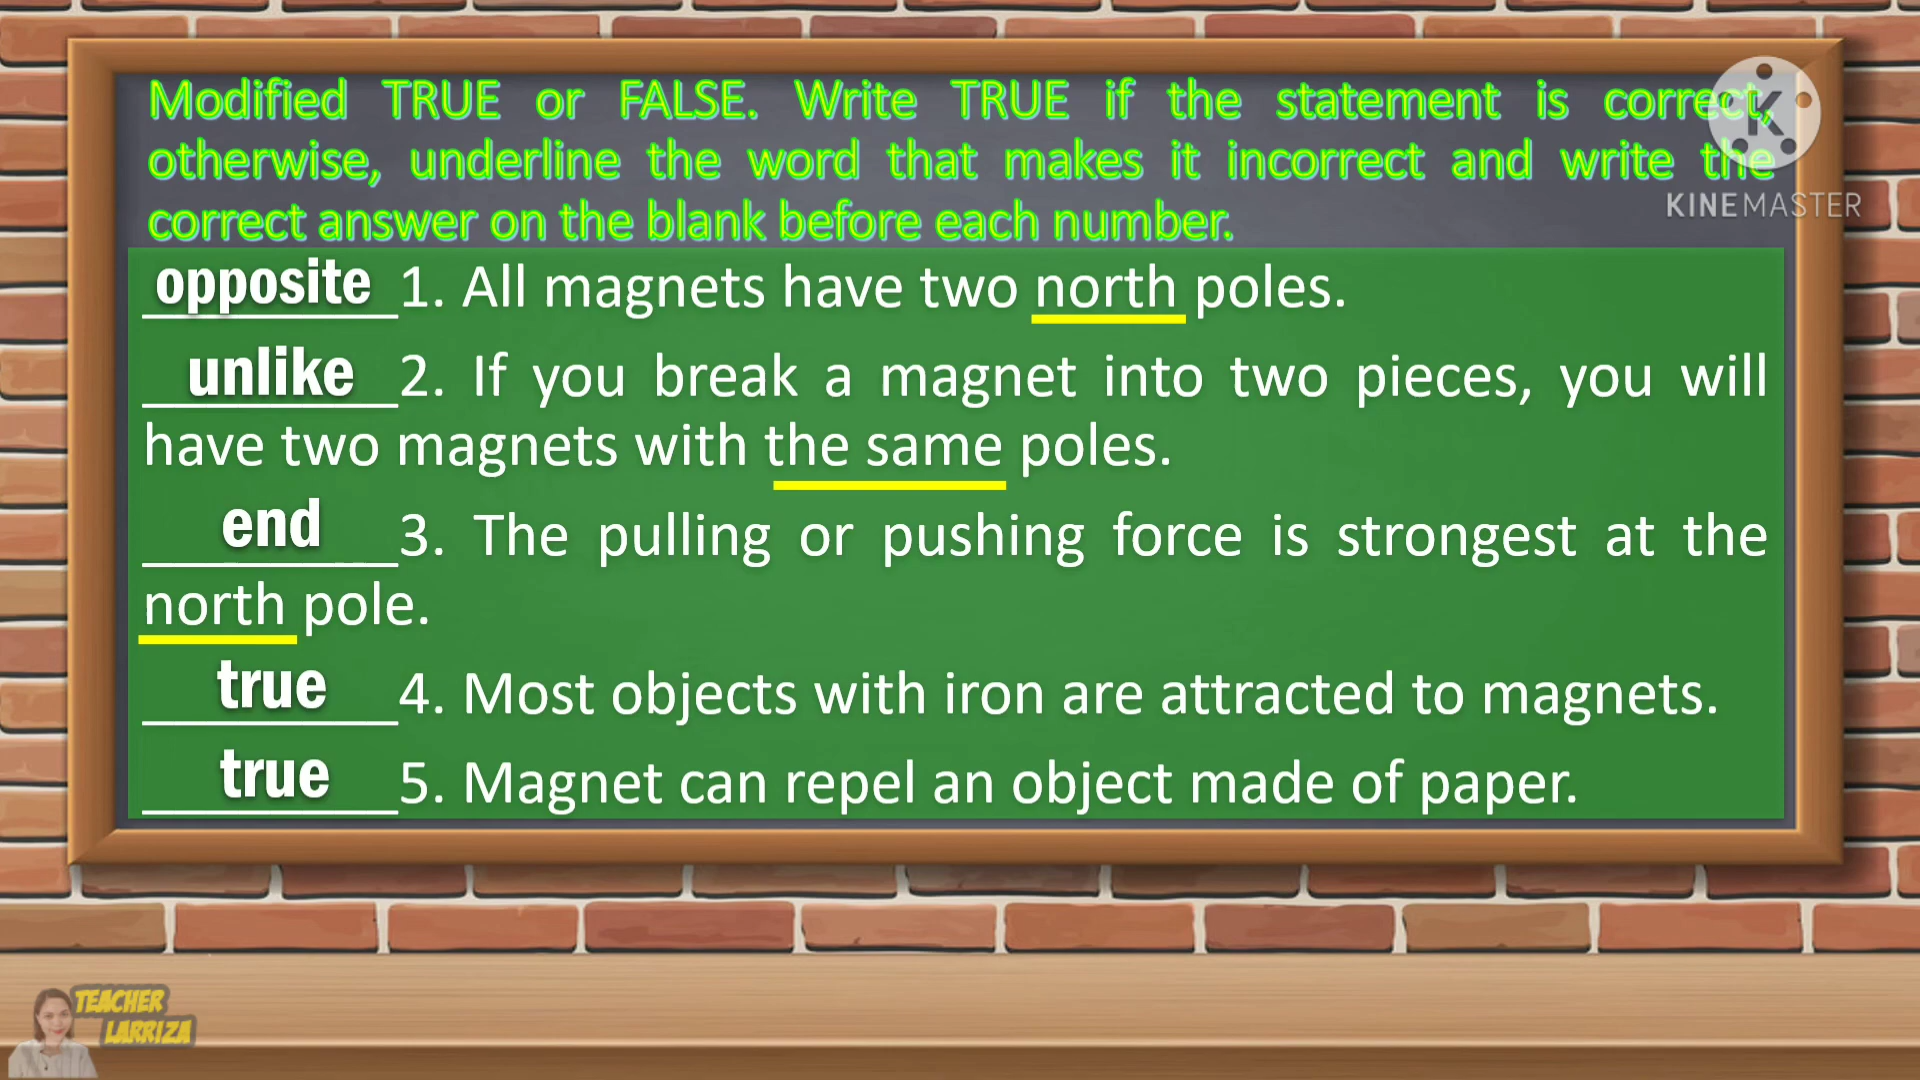 Modified TRUE or FALSE. Write TRUE if the statement is correct,
otherwise, underline the word that makes it incorrect and write the
correct answer on the blank before each number.
K
KINEMASTER
opposite 1. All magnets have two north poles.
unlike 2. If you break a magnet into two pieces, you will
have two magnets with the same poles.
end 3. The pulling or pushing force is strongest at the
north pole.
true 4. Most objects with iron are attracted to magnets.
true 5. Magnet can repel an object made of paper.
TEACHER
LARRIZA